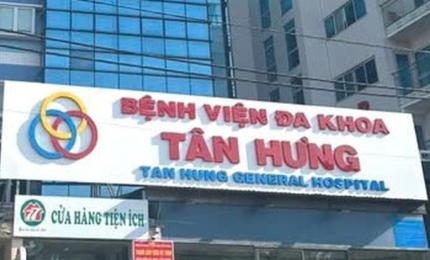 BỆNH VIỆN ĐA KHOA
TÂN HƯNG
TAN HUNG GENERAL HOSPITAL
CỬA HÀNG TIỆN ÍCH